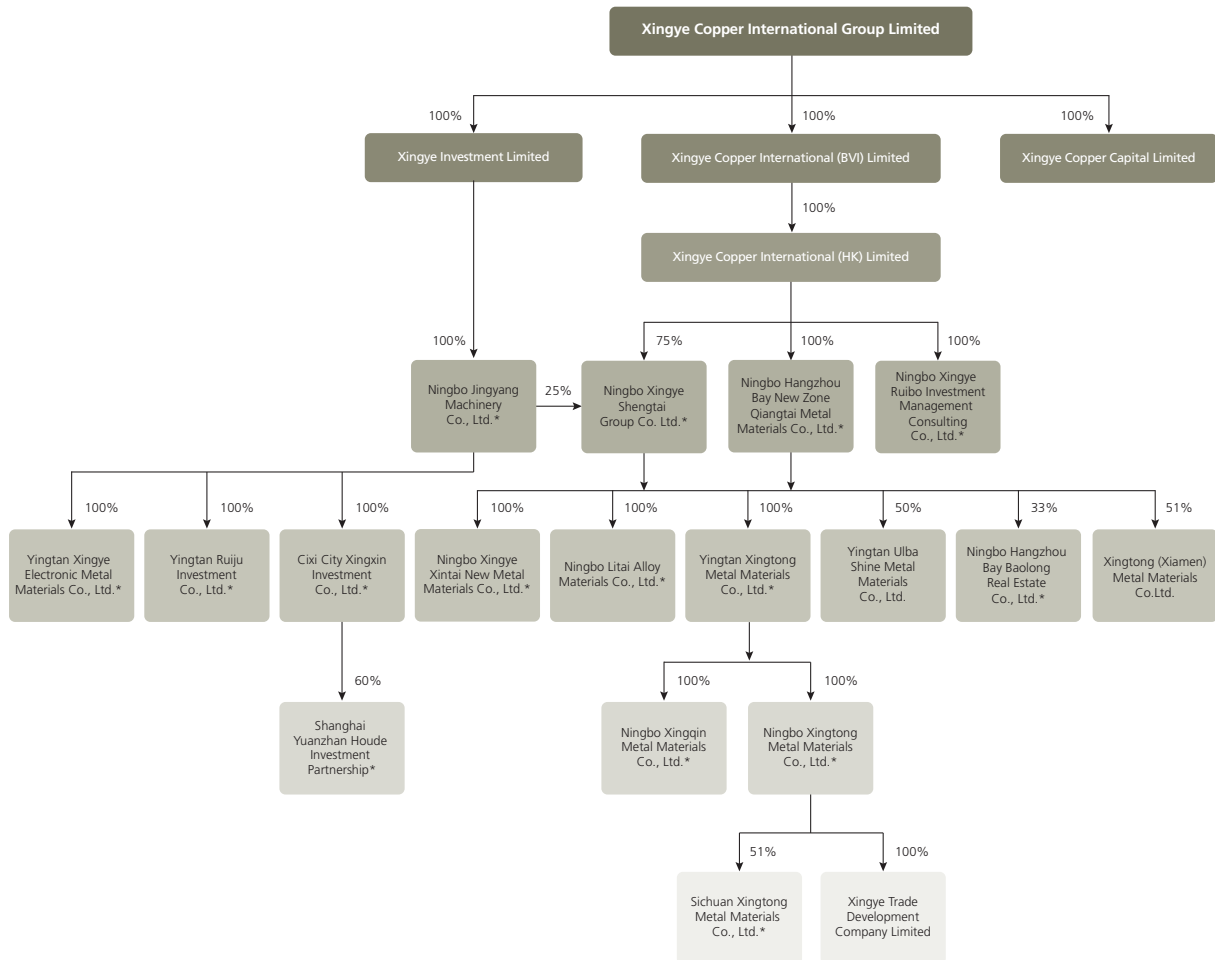 Xingye Copper International Group Limited
100%
100%
100%
Xingye Investment Limited
Xingye Copper International (BVI) Limited
Xingye Copper Capital Limited
100%
Xingye Copper International (HK) Limited
100%
75%
100%
100%
Ningbo Jingyang
Machinery
Co., Ltd.*
25%
Ningbo Xingye
Shengtai
Group Co. Ltd.*
Ningbo Hangzhou
Bay New Zone
Qiangtai Metal
Materials Co., Ltd.*
Ningbo Xingye
Ruibo Investment
Management
Consulting
Co., Ltd.*
100%
100%
100%
100%
100%
100%
50%
33%
51%
Yingtan Xingye
Electronic Metal
Materials Co., Ltd.*
Yingtan Ruiju
Investment
Co., Ltd.*
Cixi City Xingxin
Investment
Co., Ltd.*
Ningbo Xingye
Xintai New Metal
Materials Co., Ltd.*
Ningbo Litai Alloy
Materials Co., Ltd.*
Yingtan Xingtong
Metal Materials
Co., Ltd.*
Yingtan Ulba
Shine Metal
Materials
Co., Ltd.
Ningbo Hangzhou
Bay Baolong
Real Estate
Co., Ltd.*
Xingtong (Xiamen)
Metal Materials
Co.Ltd.
60%
100%
100%
Shanghai
Yuanzhan Houde
Investment
Partnership*
Ningbo Xingqin
Metal Materials
Co., Ltd.*
Ningbo Xingtong
Metal Materials
Co., Ltd.*
51%
100%
Sichuan Xingtong
Metal Materials
Co., Ltd.*
Xingye Trade
Development
Company Limited